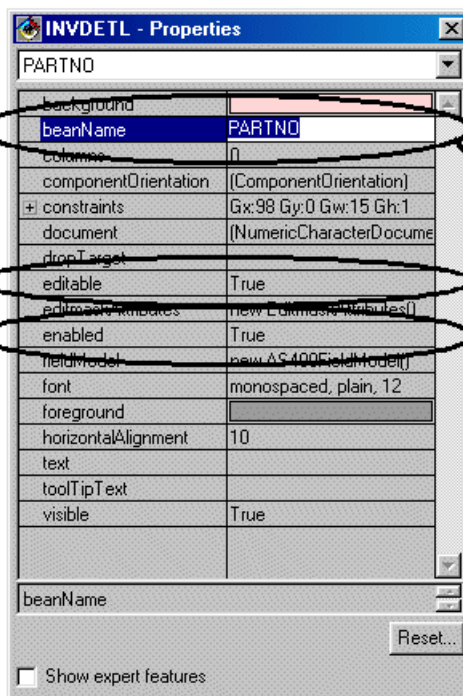 INVDETL - Properties
PARTNO
background
beanName PARTNO
columns 0
componentOrientation (ComponentOrientation)
constraints Gx:98 Gy:0 Gw:15 Gh:1
document (NumericCharacterDocume
dropTarget
editable True
editmaskAttributes new EditmaskAttributes()
enabled True
fieldModel new AS400FieldModel()
font monospaced, plain, 12
foreground
horizontalAlignment 10
text
toolTipText
visible True
beanName
Reset...
Show expert features